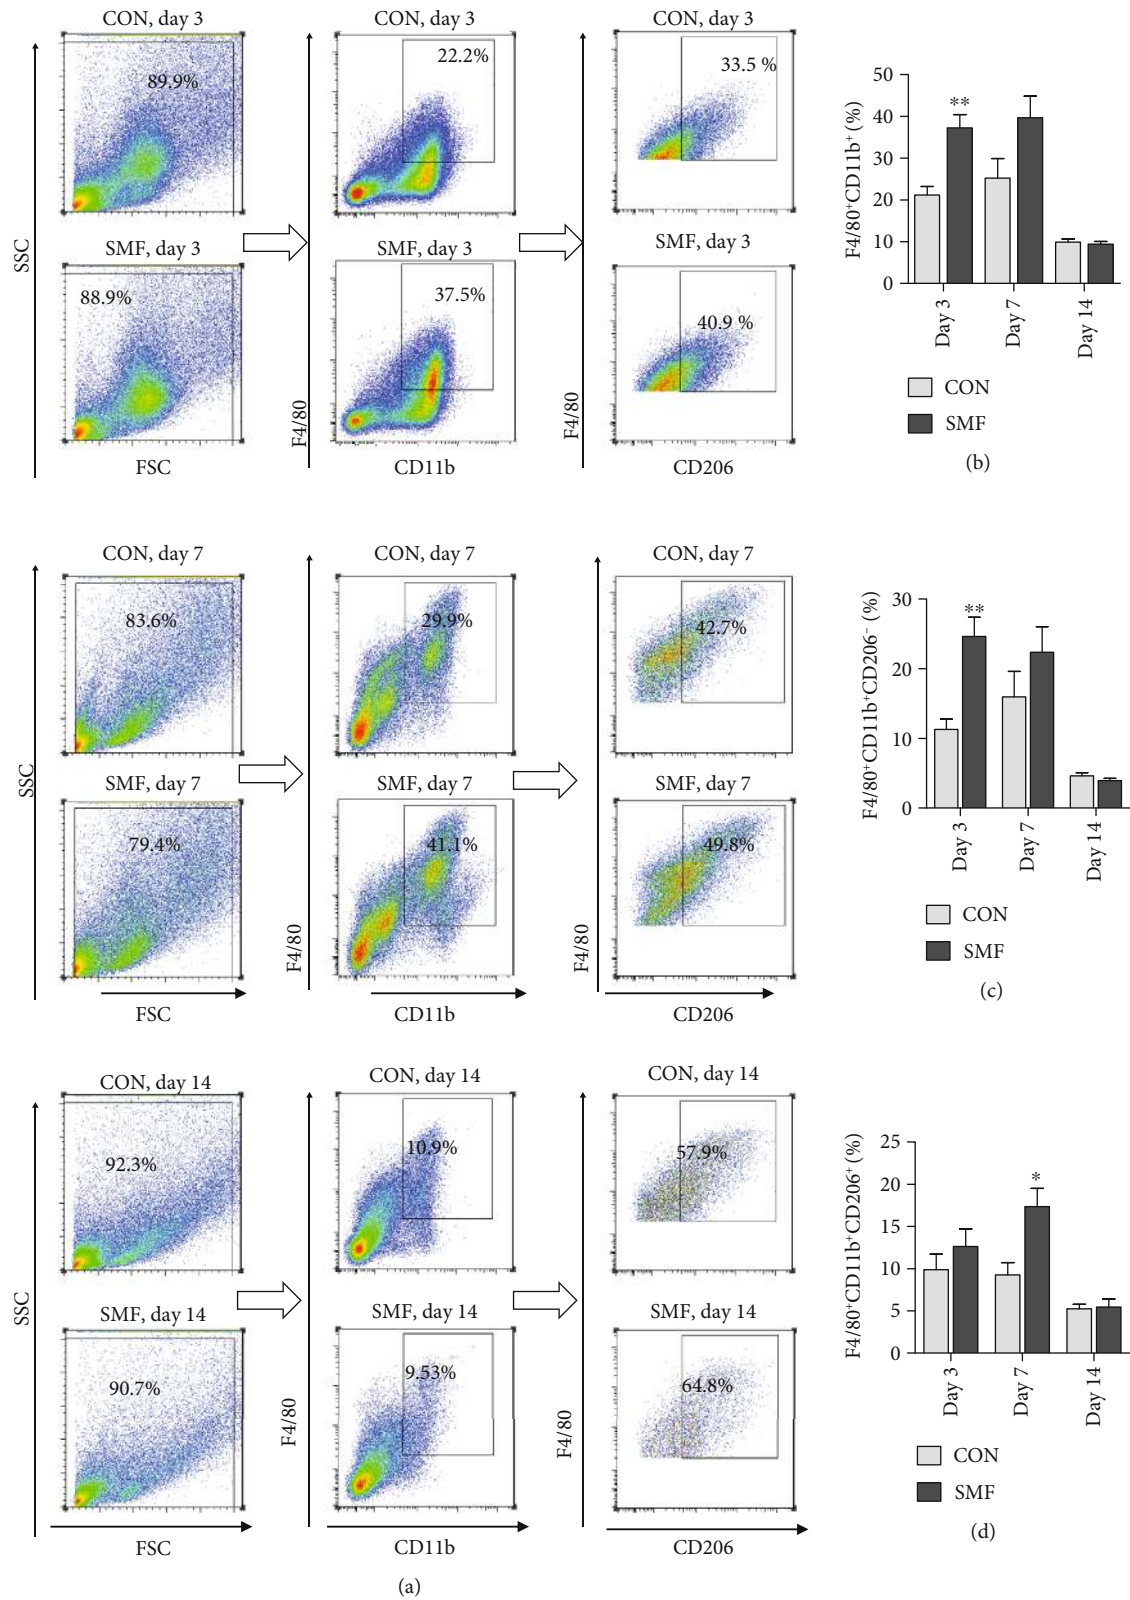 CON, day 3
CON, day 3
CON, day 3
89.9%
22.2%
33.5 %
SMF, day 3
SMF, day 3
SMF, day 3
88.9%
37.5%
40.9 %
SSC
F4/80
F4/80
FSC
CD11b
CD206
F4/80⁺CD11b⁺ (%)
50
40
30
20
10
0
**
Day 3
Day 7
Day 14
CON
SMF
(b)
CON, day 7
CON, day 7
CON, day 7
83.6%
29.9%
42.7%
SMF, day 7
SMF, day 7
SMF, day 7
79.4%
41.1%
49.8%
SSC
F4/80
F4/80
FSC
CD11b
CD206
F4/80⁺CD11b⁺CD206⁻ (%)
30
20
10
0
**
Day 3
Day 7
Day 14
CON
SMF
(c)
CON, day 14
CON, day 14
CON, day 14
92.3%
10.9%
57.9%
SMF, day 14
SMF, day 14
SMF, day 14
90.7%
9.53%
64.8%
SSC
F4/80
F4/80
FSC
CD11b
CD206
(a)
F4/80⁺CD11b⁺CD206⁺ (%)
25
20
15
10
5
0
*
Day 3
Day 7
Day 14
CON
SMF
(d)